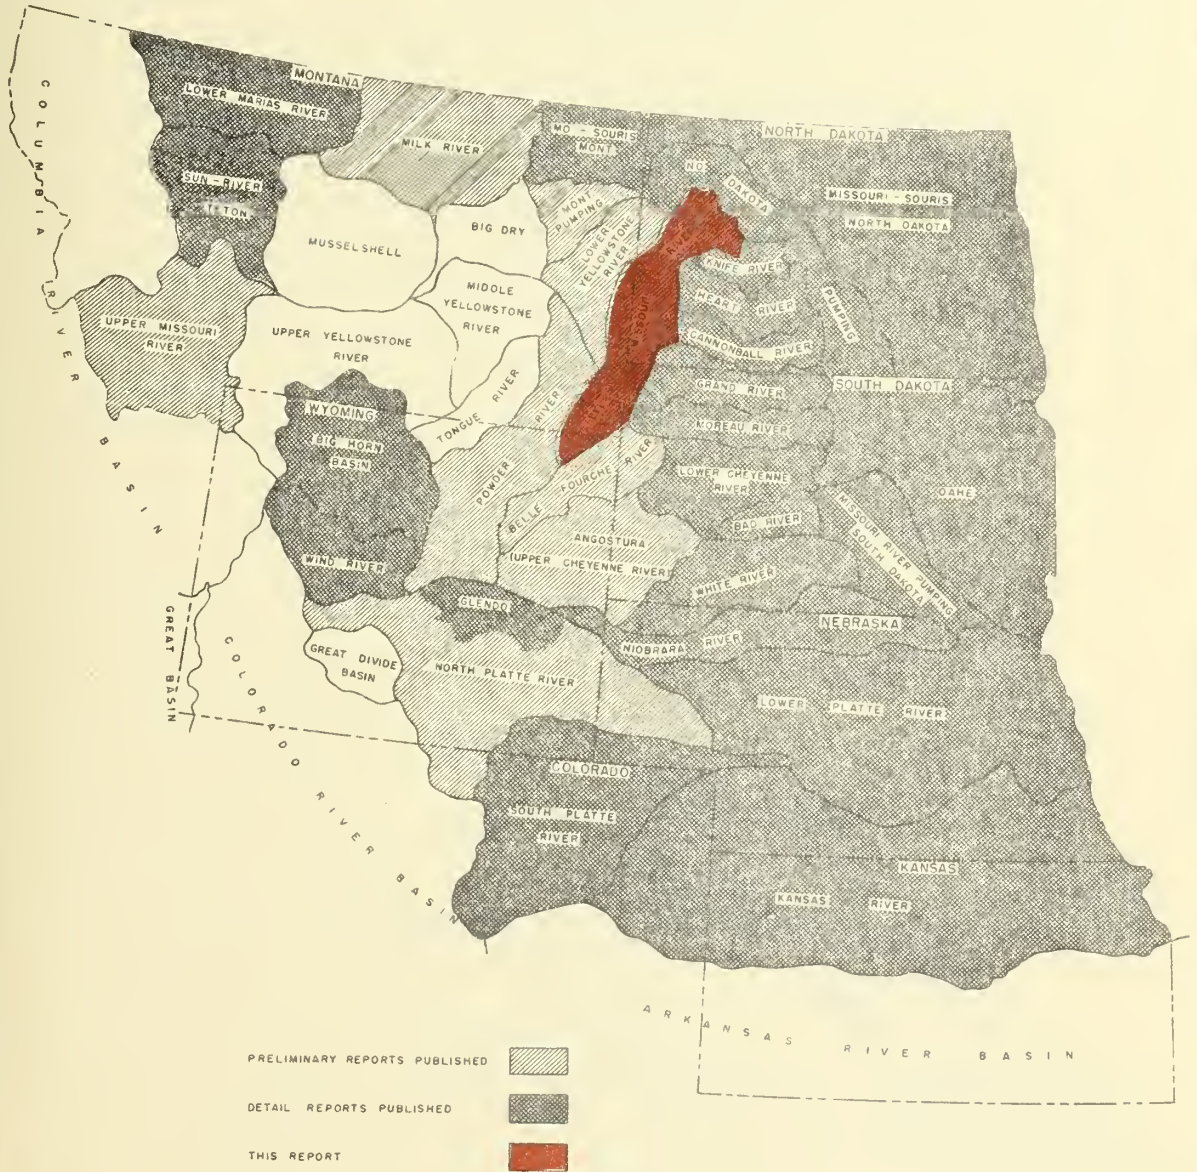 MONTANA
LOWER MARIAS RIVER
SUN-RIVER
TETON
MILK RIVER
MO-SOURIS
MONT
NORTH DAKOTA
NO
DAKOTA
MISSOURI-SOURIS
NORTH DAKOTA
COLUMBIA RIVER BASIN
MUSSELSHELL
BIG DRY
MONT
PUMPING
LOWER
YELLOWSTONE
RIVER
RIVER
MISSOURI
KNIFE RIVER
HEART RIVER
PUMPING
CANNONBALL RIVER
UPPER MISSOURI
RIVER
UPPER YELLOWSTONE
RIVER
MIDDLE
YELLOWSTONE
RIVER
TONGUE RIVER
WYOMING
BIG HORN
BASIN
WIND RIVER
POWDER RIVER
BELLE FOURCHE RIVER
SOUTH DAKOTA
GRAND RIVER
MOREAU RIVER
LOWER CHEYENNE
RIVER
OAHE
BAD RIVER
MISSOURI RIVER PUMPING
SOUTH DAKOTA
ANGOSTURA
(UPPER CHEYENNE RIVER)
WHITE RIVER
GLENDO
NIOBRARA RIVER
NEBRASKA
GREAT BASIN
COLORADO RIVER BASIN
GREAT DIVIDE
BASIN
NORTH PLATTE RIVER
LOWER PLATTE RIVER
COLORADO
SOUTH PLATTE
RIVER
KANSAS
KANSAS RIVER
ARKANSAS RIVER BASIN
PRELIMINARY REPORTS PUBLISHED
DETAIL REPORTS PUBLISHED
THIS REPORT